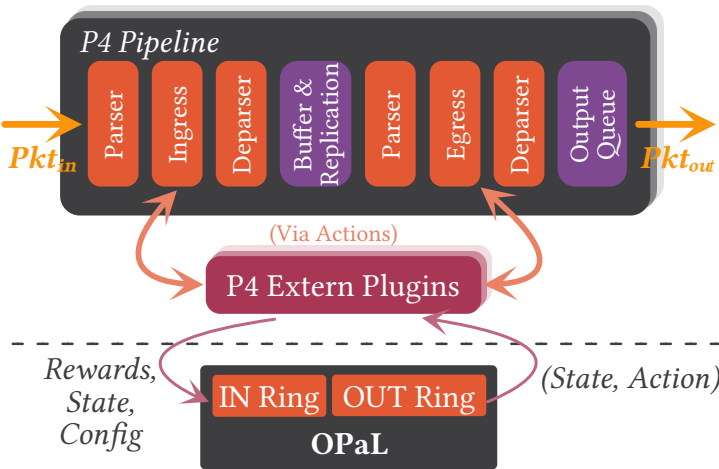 P4 Pipeline
Parser
Ingress
Deparser
Buffer &
Replication
Parser
Egress
Deparser
Output
Queue
Pkt_in
Pkt_out
(Via Actions)
P4 Extern Plugins
Rewards,
State,
Config
IN Ring
OUT Ring
(State, Action)
OPaL